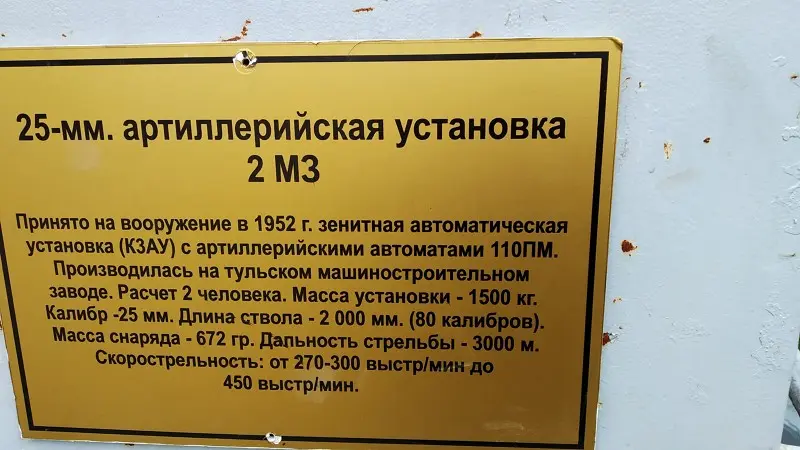 25-мм. артиллерийская установка
2 МЗ
Принято на вооружение в 1952 г. зенитная автоматическая
установка (КЗАУ) с артиллерийскими автоматами 110ПМ.
Производилась на тульском машиностроительном
заводе. Расчет 2 человека. Масса установки - 1500 кг.
Калибр -25 мм. Длина ствола - 2 000 мм. (80 калибров).
Масса снаряда - 672 гр. Дальность стрельбы - 3000 м.
Скорострельность: от 270-300 выстр/мин до
450 выстр/мин.